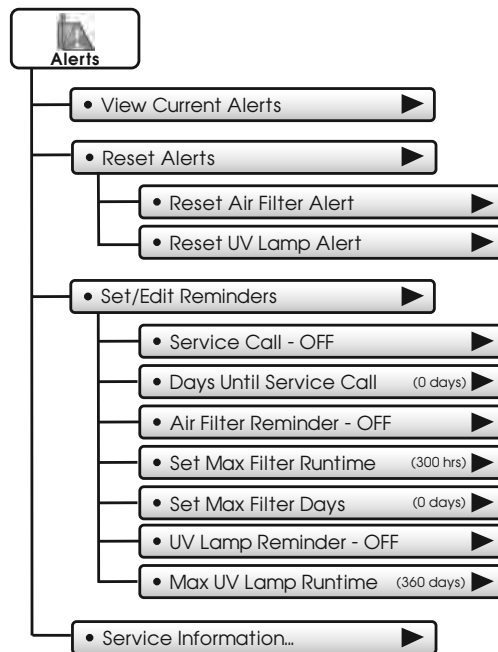 Alerts
• View Current Alerts
• Reset Alerts
• Reset Air Filter Alert
• Reset UV Lamp Alert
• Set/Edit Reminders
• Service Call - OFF
• Days Until Service Call (0 days)
• Air Filter Reminder - OFF
• Set Max Filter Runtime (300 hrs)
• Set Max Filter Days (0 days)
• UV Lamp Reminder - OFF
• Max UV Lamp Runtime (360 days)
• Service Information...